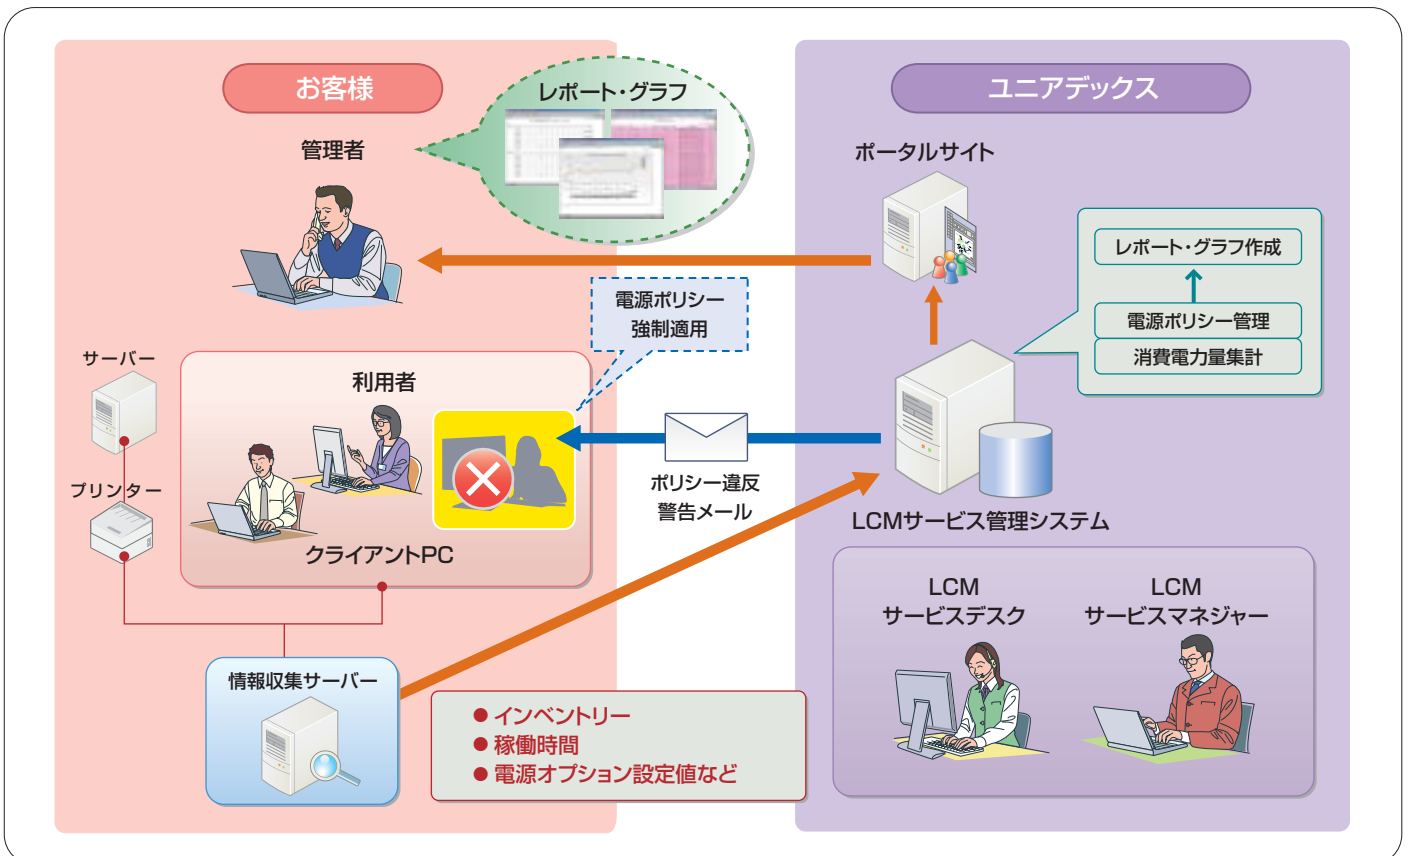 お客様
管理者
レポート・グラフ
ユニアデックス
ポータルサイト
レポート・グラフ作成
電源ポリシー管理
消費電力量集計
電源ポリシー
強制適用
サーバー
プリンター
利用者
クライアントPC
ポリシー違反
警告メール
LCMサービス管理システム
LCM
サービスデスク
LCM
サービスマネジャー
情報収集サーバー
● インベントリー
● 稼働時間
● 電源オプション設定値など